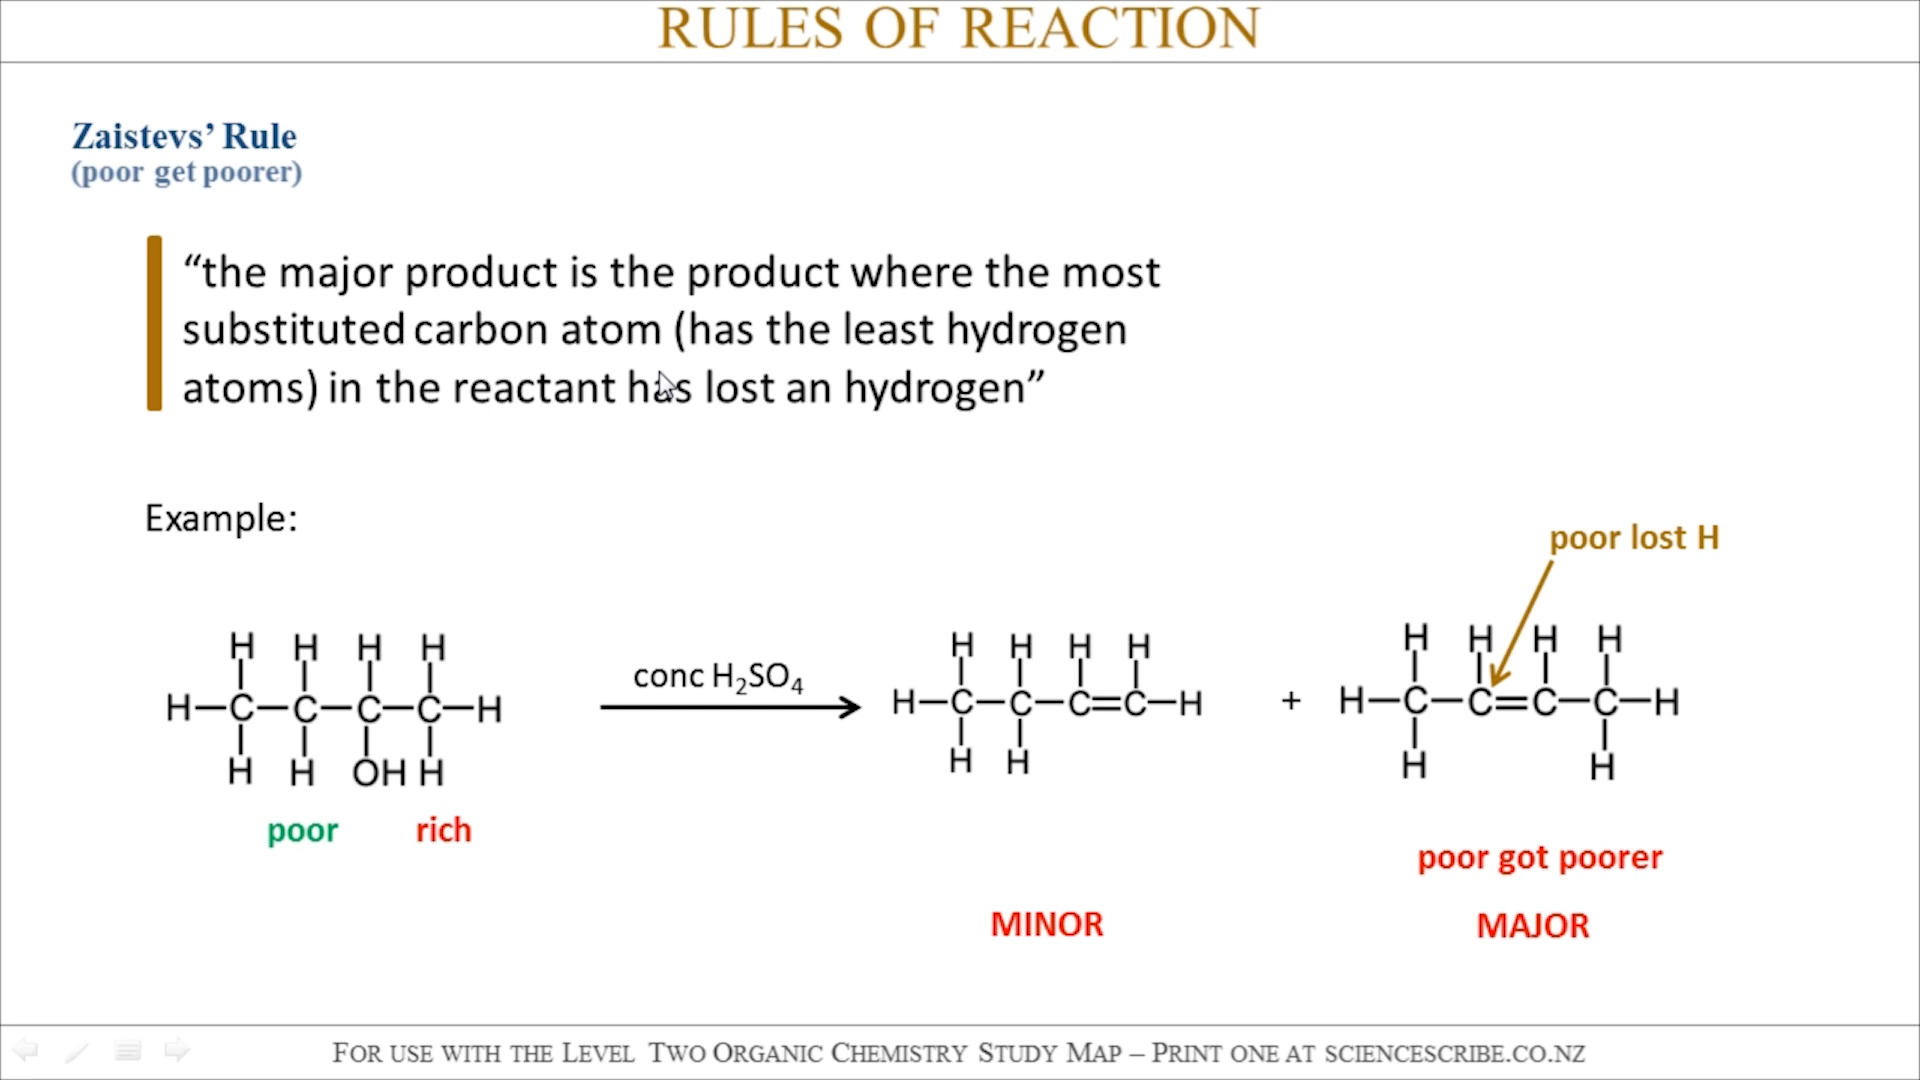 RULES OF REACTION
Zaistevs’ Rule
(poor get poorer)
“the major product is the product where the most
substituted carbon atom (has the least hydrogen
atoms) in the reactant has lost an hydrogen”
Example:
poor lost H
H H H H
H–C–C–C–C–H
H H OH H
conc H₂SO₄
H H H H
H–C–C–C=C–H
H H
+
H H H H
H–C–C=C–C–H
H H
poor rich
poor got poorer
MINOR
MAJOR
FOR USE WITH THE LEVEL TWO ORGANIC CHEMISTRY STUDY MAP – PRINT ONE AT SCIENCESCRIBE.CO.NZ